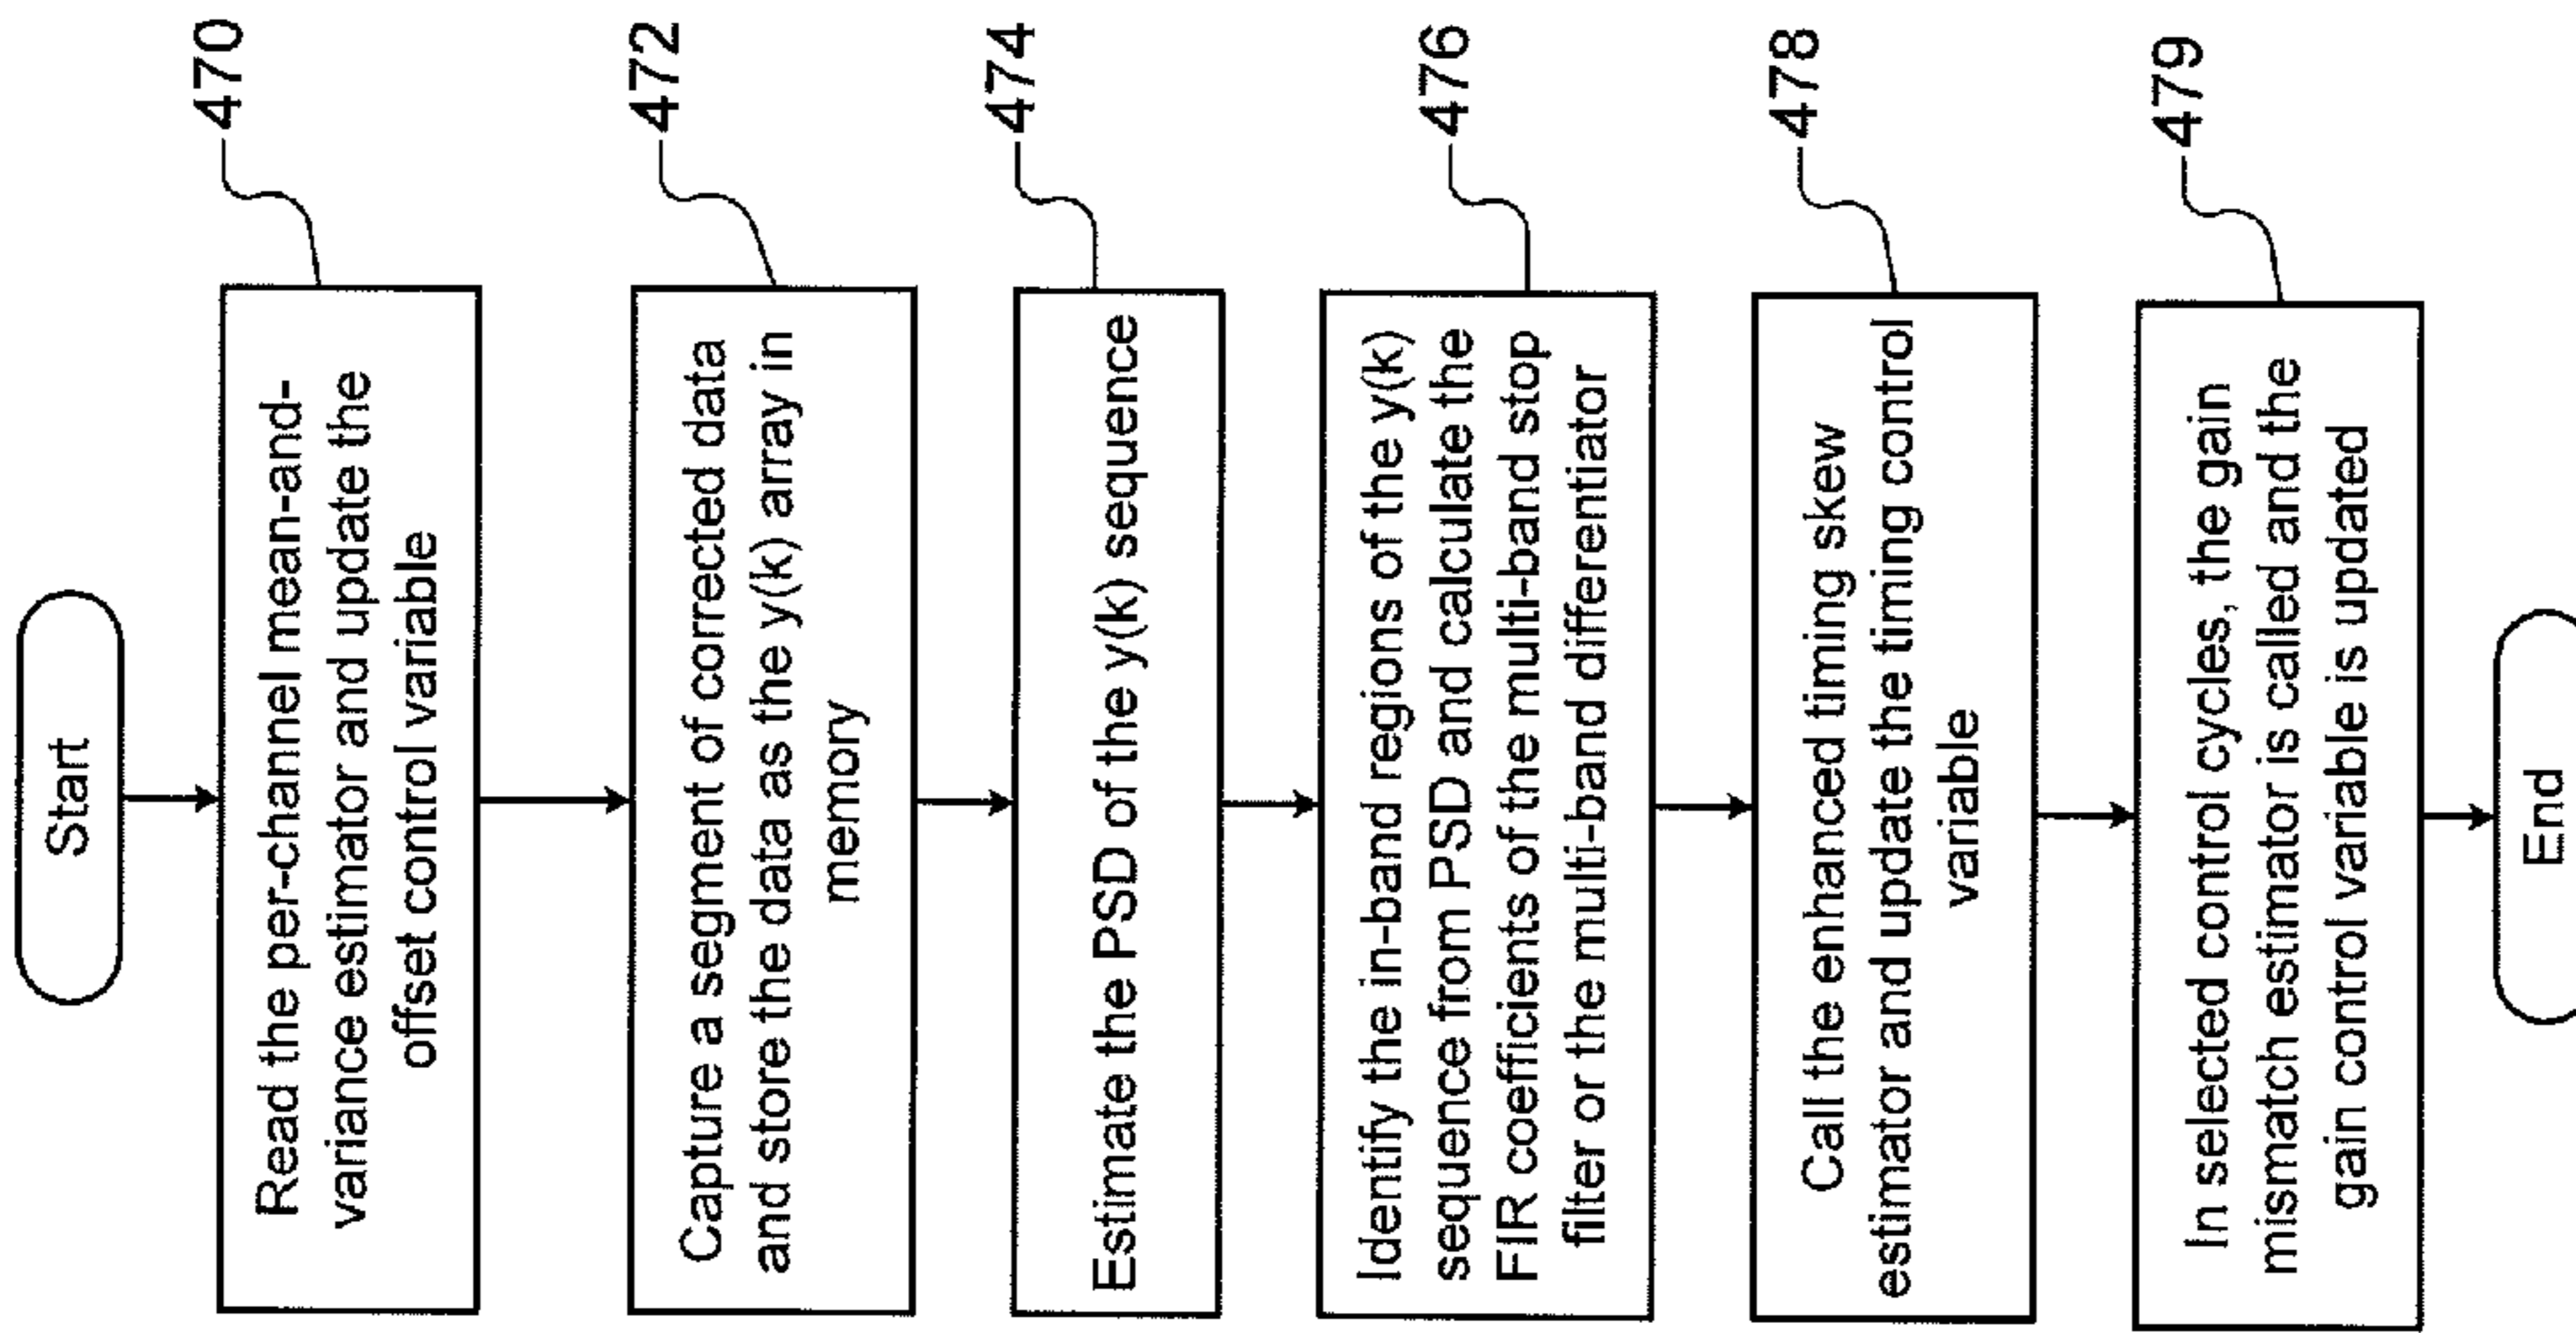 Start
Read the per-channel mean-and-
variance estimator and update the
offset control variable
470
Capture a segment of corrected data
and store the data as the y(k) array in
memory
472
Estimate the PSD of the y(k) sequence
474
Identify the in-band regions of the y(k)
sequence from PSD and calculate the
FIR coefficients of the multi-band stop
filter or the multi-band differentiator
476
Call the enhanced timing skew
estimator and update the timing control
variable
478
In selected control cycles, the gain
mismatch estimator is called and the
gain control variable is updated
479
End